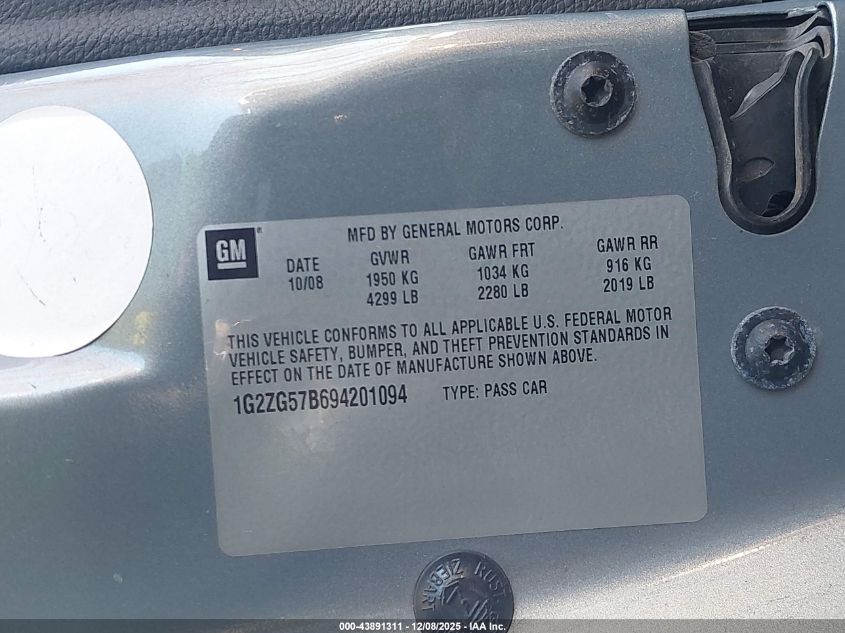 GM
MFD BY GENERAL MOTORS CORP.
DATE GVWR GAWR FRT GAWR RR
10/08 1950 KG 1034 KG 916 KG
4299 LB 2280 LB 2019 LB
THIS VEHICLE CONFORMS TO ALL APPLICABLE U.S. FEDERAL MOTOR
VEHICLE SAFETY, BUMPER, AND THEFT PREVENTION STANDARDS IN
EFFECT ON THE DATE OF MANUFACTURE SHOWN ABOVE.
1G2ZG57B694201094 TYPE: PASS CAR
ZIEBART RUST
000-43891311 - 12/08/2025 - IAA Inc.